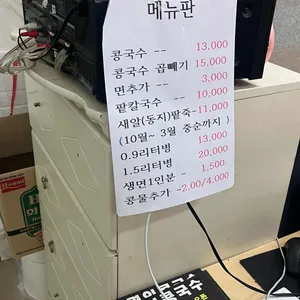 메뉴판
콩국수 -- 13,000
콩국수 곱빼기 15,000
면추가 -- 3,000
팥칼국수 -- 10,000
새알(동지)팥죽-11,000
(10월~ 3월 중순까지 )
0.9리터병 13,000
1.5리터병 20,000
생면1인분 - 1,500
콩물추가 -2.00/4,000